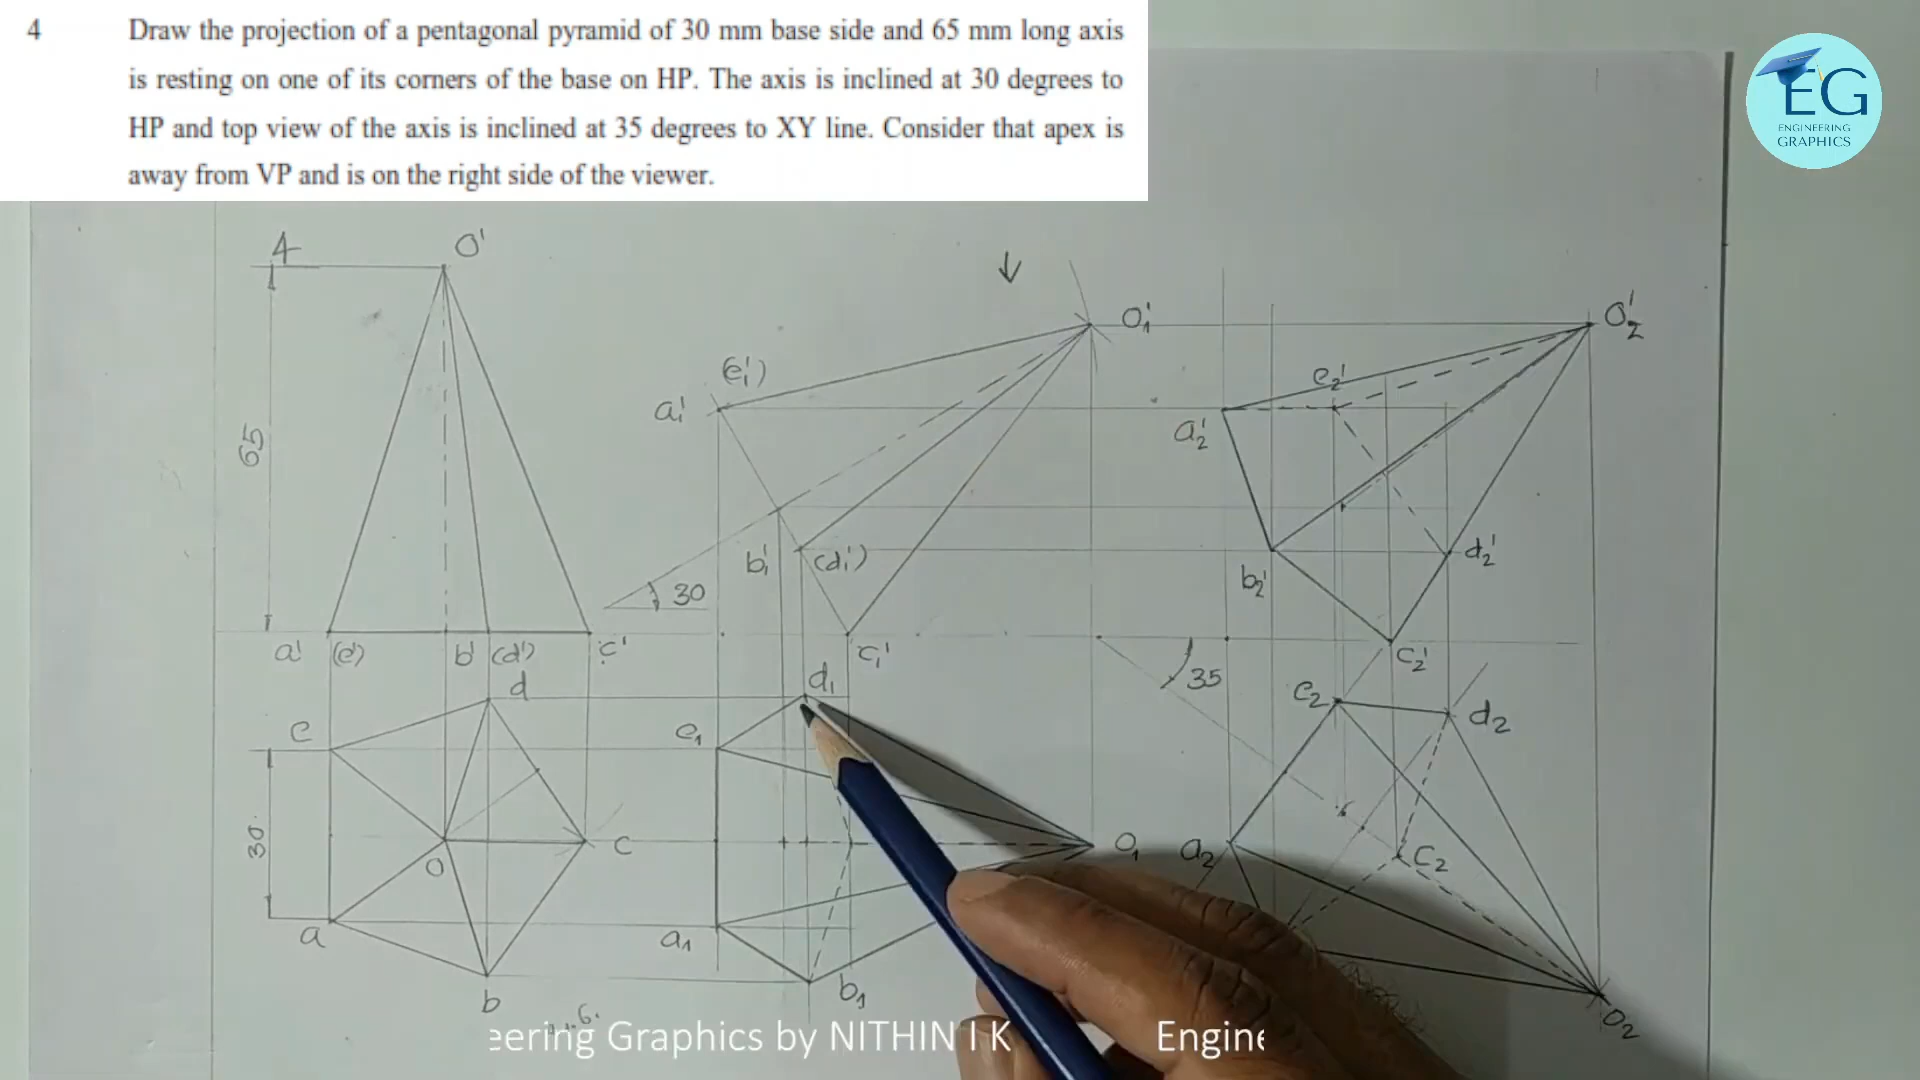 4 Draw the projection of a pentagonal pyramid of 30 mm base side and 65 mm long axis
is resting on one of its corners of the base on HP. The axis is inclined at 30 degrees to
HP and top view of the axis is inclined at 35 degrees to XY line. Consider that apex is
away from VP and is on the right side of the viewer.
EG
ENGINEERING
GRAPHICS
4 O'
O₁'
O₂'
(e₁')
e₂'
a₁'
a₂'
65
b₁' (d₁')
d₂'
30
b₂'
a' (e') b' (d') c'
c₁'
c₂'
35
d
d₁
e₂
d₂
e
e₁
30
o
c
o₁
a₂
c₂
a
a₁
b
b₁
o₂
eering Graphics by NITHIN I K Engine